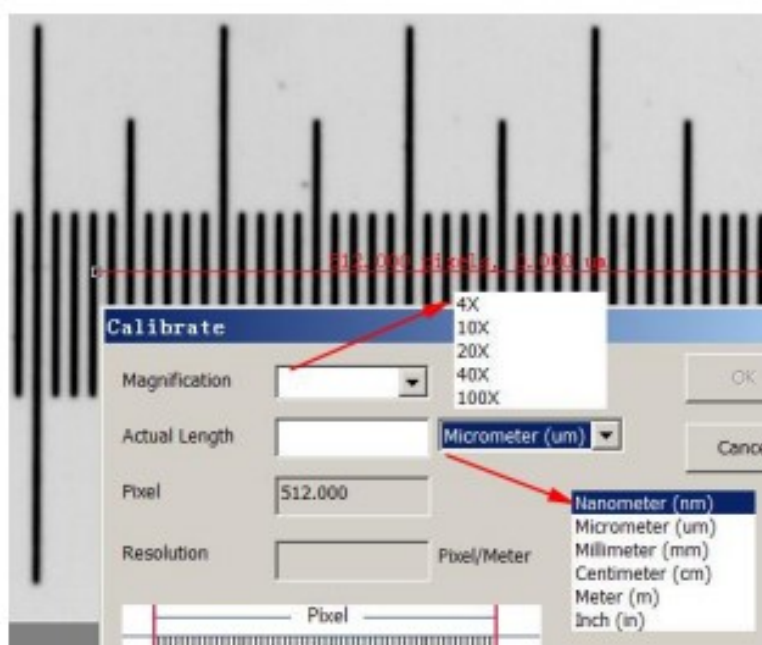 512.000 pixels, 0.000 um
Calibrate
4X
10X
20X
40X
100X
Magnification
OK
Actual Length
Micrometer (um)
Cance
Pixel
512.000
Nanometer (nm)
Micrometer (um)
Millimeter (mm)
Centimeter (cm)
Meter (m)
Inch (in)
Resolution
Pixel/Meter
Pixel